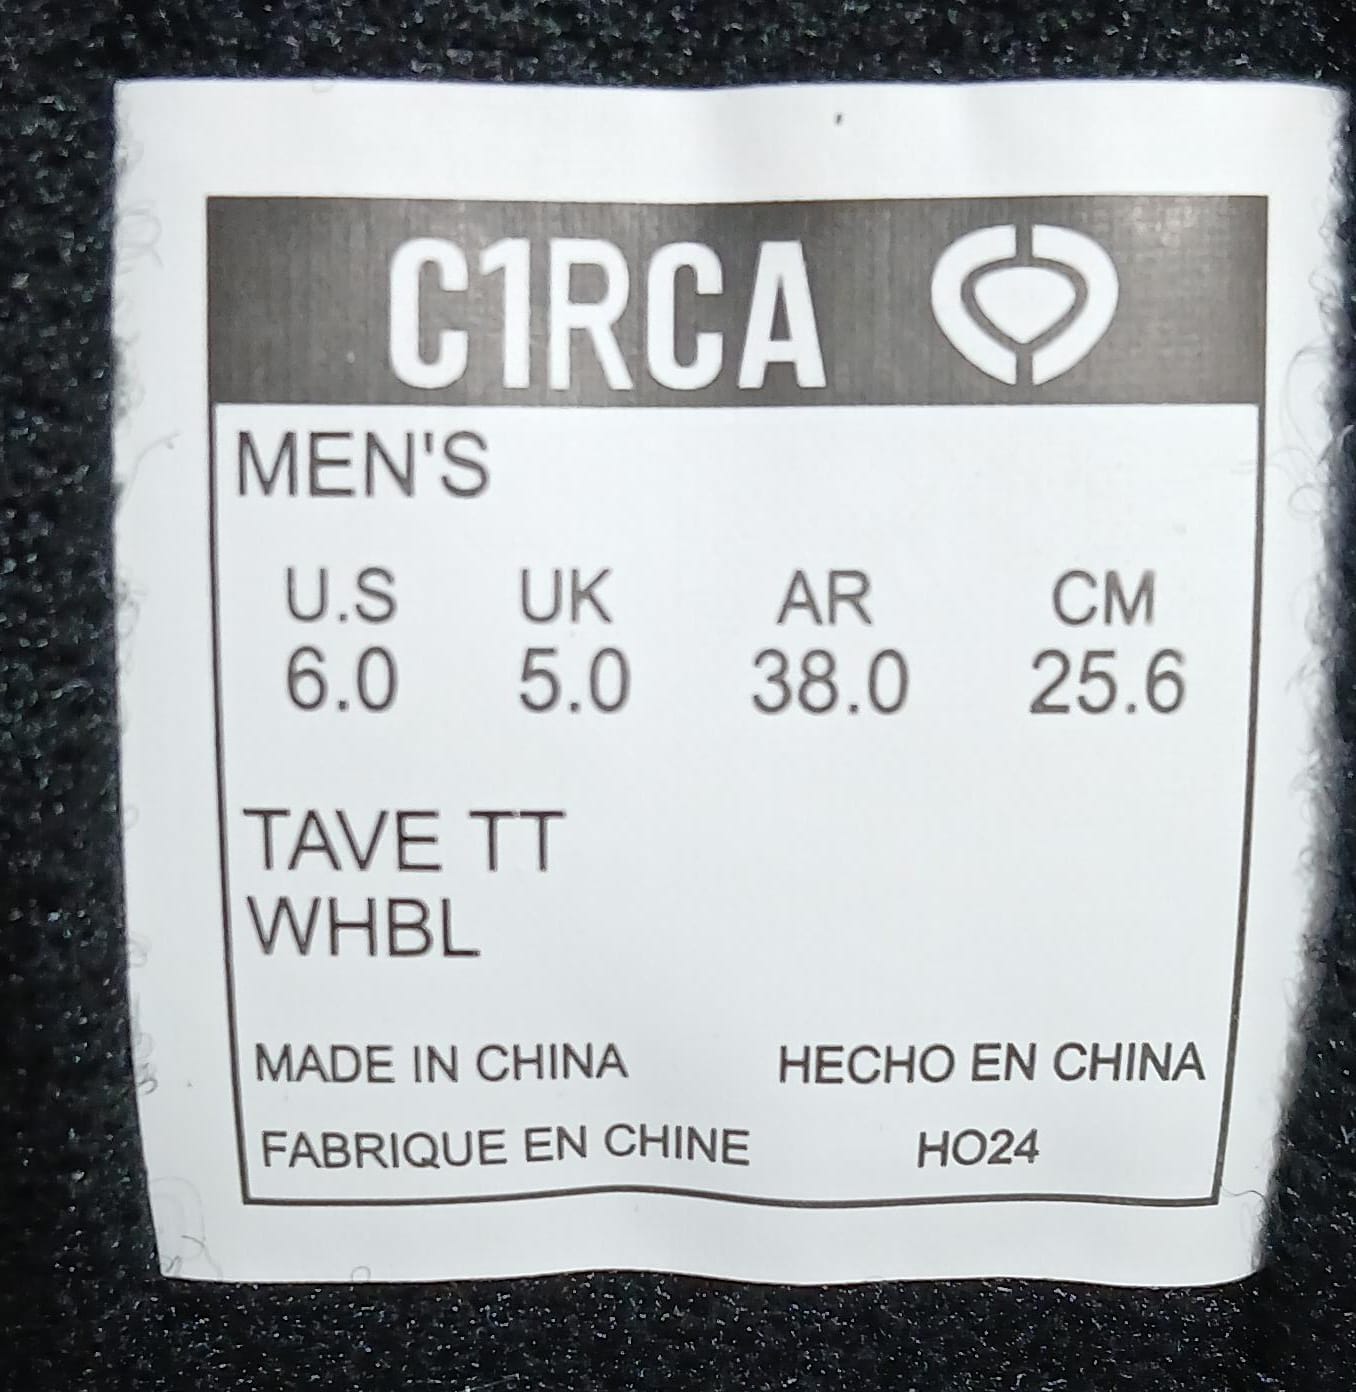 C1RCA
MEN'S
U.S UK AR CM
6.0 5.0 38.0 25.6
TAVE TT
WHBL
MADE IN CHINA HECHO EN CHINA
FABRIQUE EN CHINE HO24